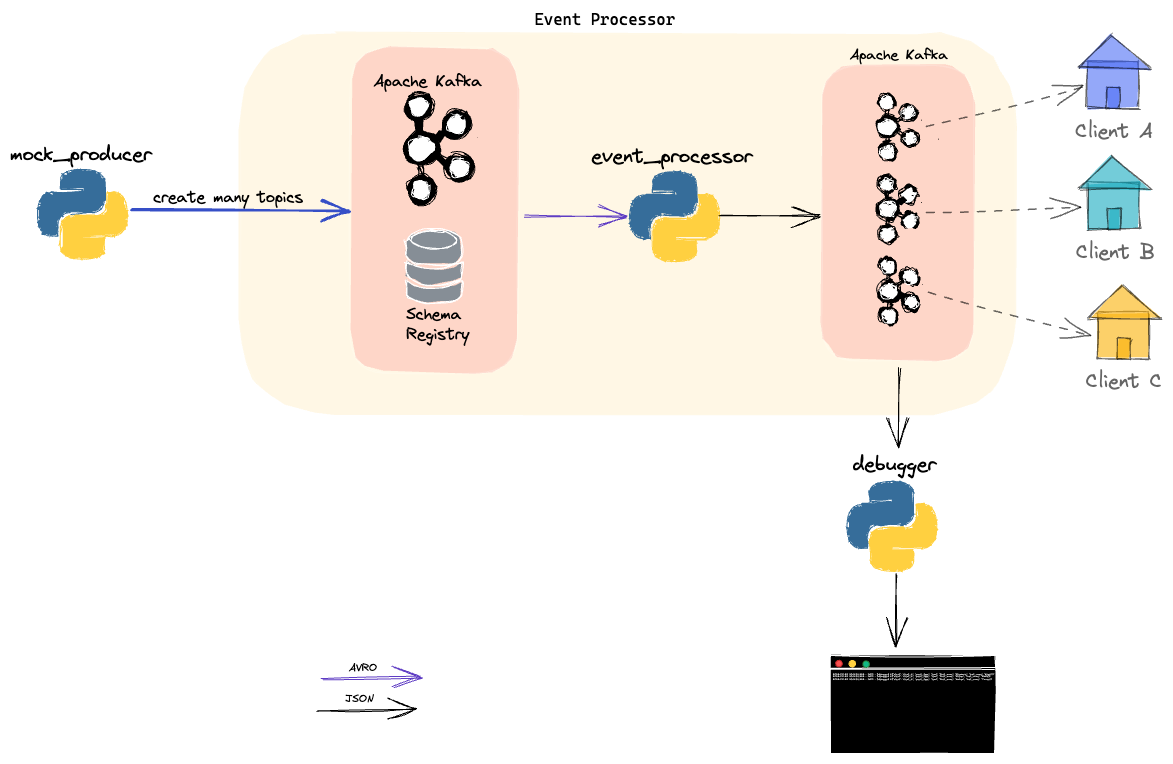 Event Processor
Apache Kafka
Apache Kafka
mock_producer
create many topics
event_processor
Schema
Registry
Client A
Client B
Client C
debugger
AVRO
JSON